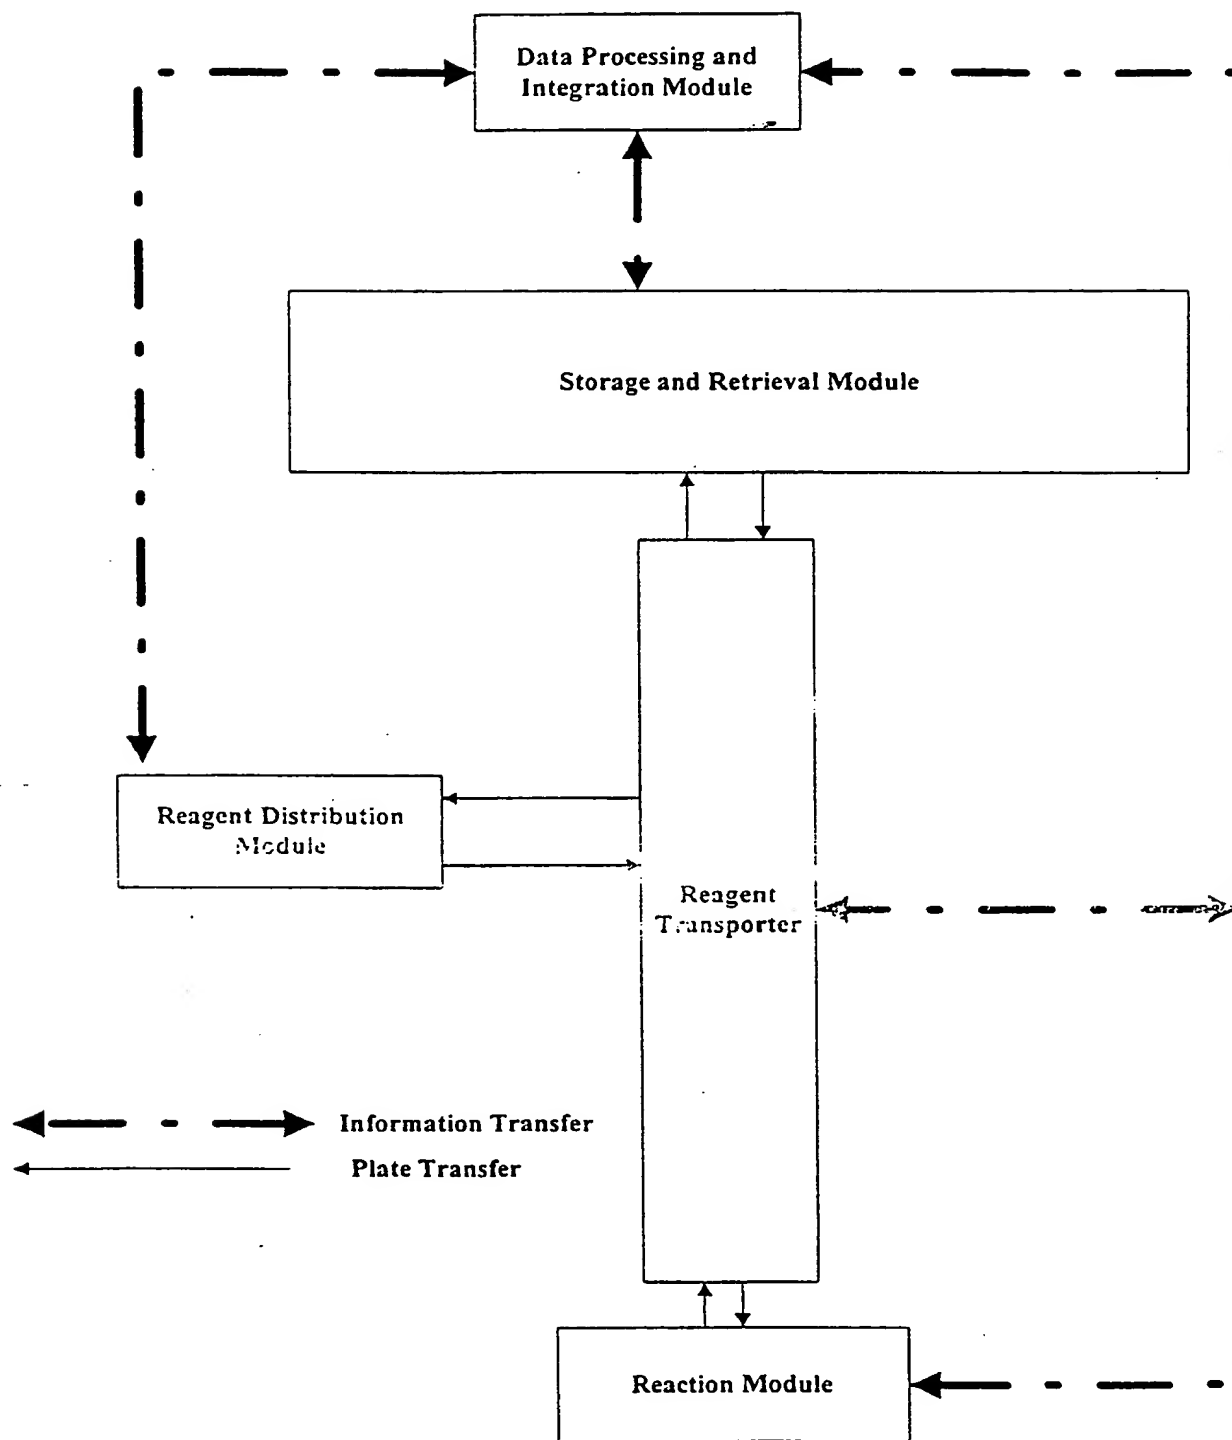 Data Processing and
Integration Module
Storage and Retrieval Module
Reagent Distribution
Module
Reagent
Transporter
Information Transfer
Plate Transfer
Reaction Module